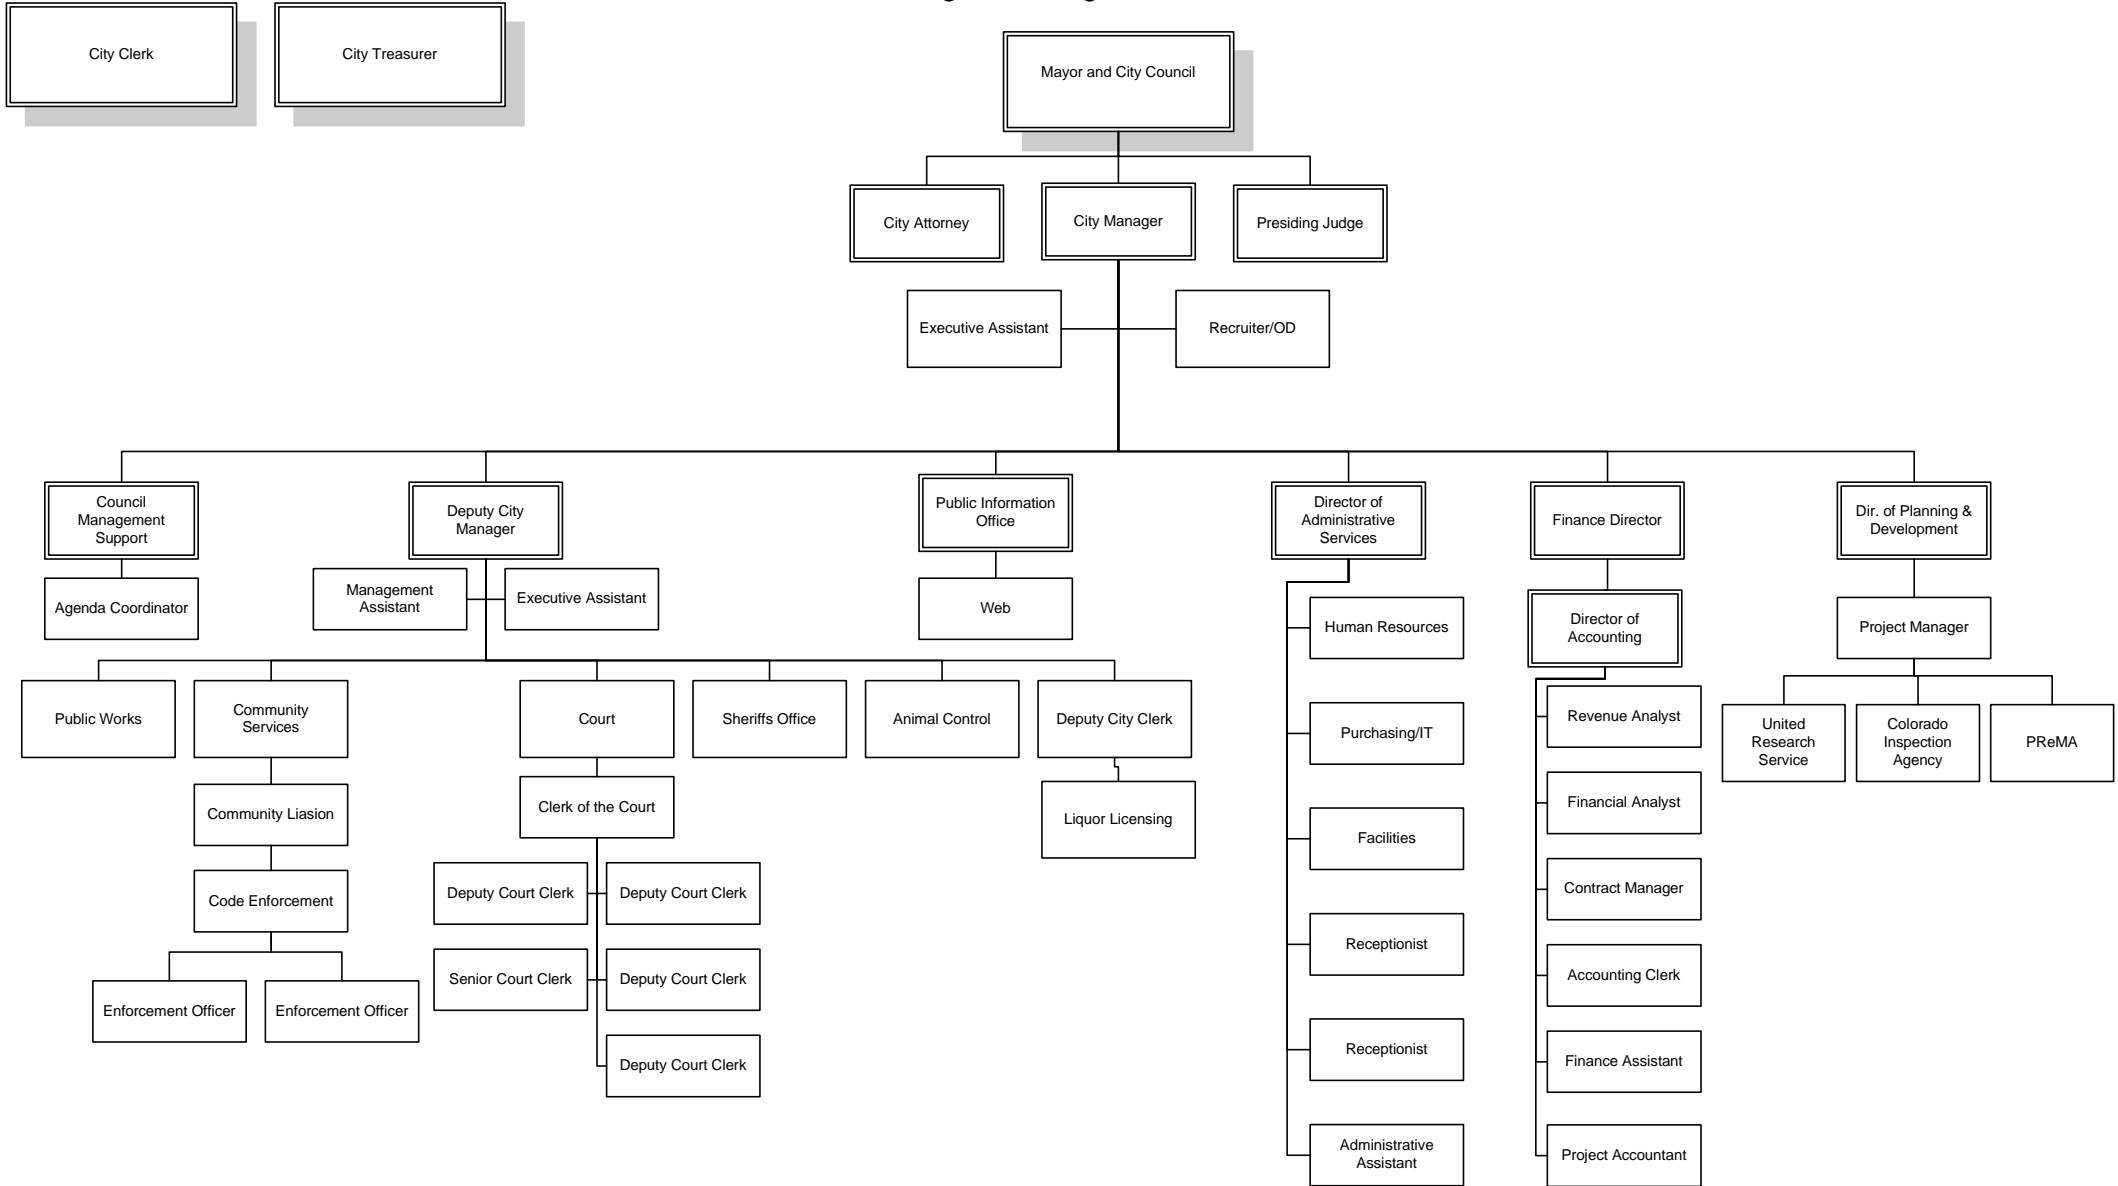 City Clerk
City Treasurer
Mayor and City Council
City Attorney
City Manager
Presiding Judge
Executive Assistant
Recruiter/OD
Council
Management
Support
Deputy City
Manager
Public Information
Office
Director of
Administrative
Services
Finance Director
Dir. of Planning &
Development
Agenda Coordinator
Management
Assistant
Executive Assistant
Web
Human Resources
Director of
Accounting
Project Manager
Public Works
Community
Services
Court
Sheriffs Office
Animal Control
Deputy City Clerk
Purchasing/IT
Revenue Analyst
United
Research
Service
Colorado
Inspection
Agency
PReMA
Community Liasion
Clerk of the Court
Liquor Licensing
Facilities
Financial Analyst
Code Enforcement
Deputy Court Clerk
Deputy Court Clerk
Receptionist
Contract Manager
Enforcement Officer
Enforcement Officer
Senior Court Clerk
Deputy Court Clerk
Accounting Clerk
Deputy Court Clerk
Receptionist
Finance Assistant
Administrative
Assistant
Project Accountant